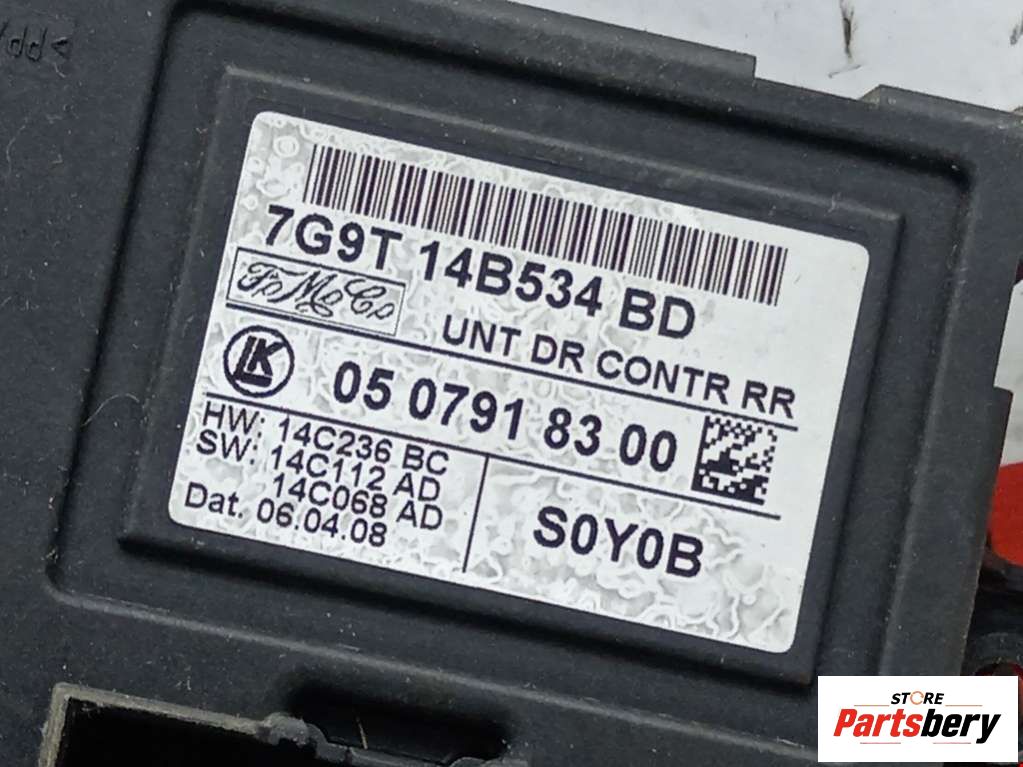 7G9T 14B534 BD
FoMoCo
UNT DR CONTR RR
LK
05 0791 83 00
HW: 14C236 BC
SW: 14C112 AD
14C068 AD
Dat. 06.04.08
S0Y0B
STORE
Partsbery